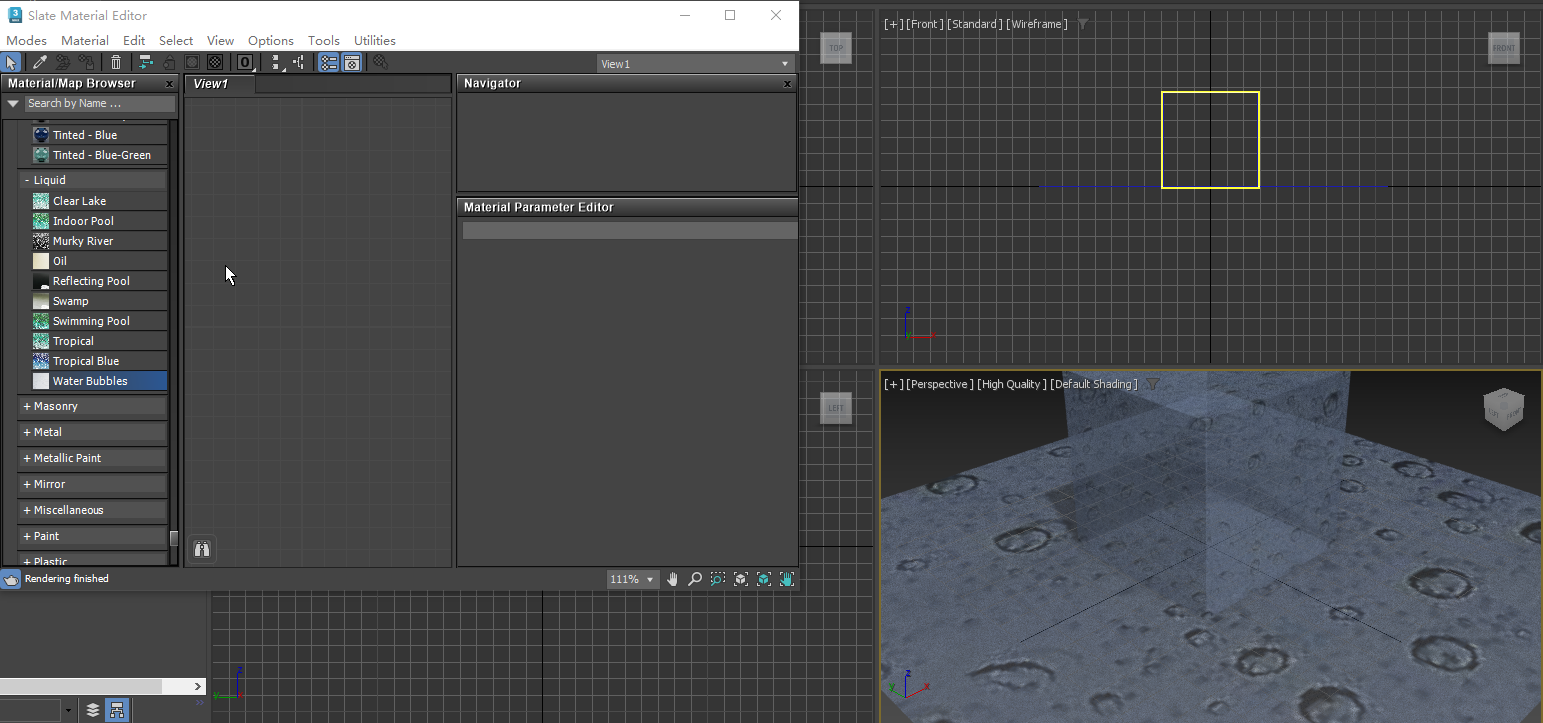 Slate Material Editor
Modes Material Edit Select View Options Tools Utilities
View1
Material/Map Browser
Search by Name ...
Tinted - Blue
Tinted - Blue-Green
- Liquid
Clear Lake
Indoor Pool
Murky River
Oil
Reflecting Pool
Swamp
Swimming Pool
Tropical
Tropical Blue
Water Bubbles
+ Masonry
+ Metal
+ Metallic Paint
+ Mirror
+ Miscellaneous
+ Paint
+ Plastic
Rendering finished
View1
Navigator
Material Parameter Editor
111%
TOP
[+] [Front ] [Standard ] [Wireframe ]
FRONT
z
y
x
LEFT
z
y
x
[+] [Perspective ] [High Quality ] [Default Shading ]
LEFT
FRONT
z
y
x